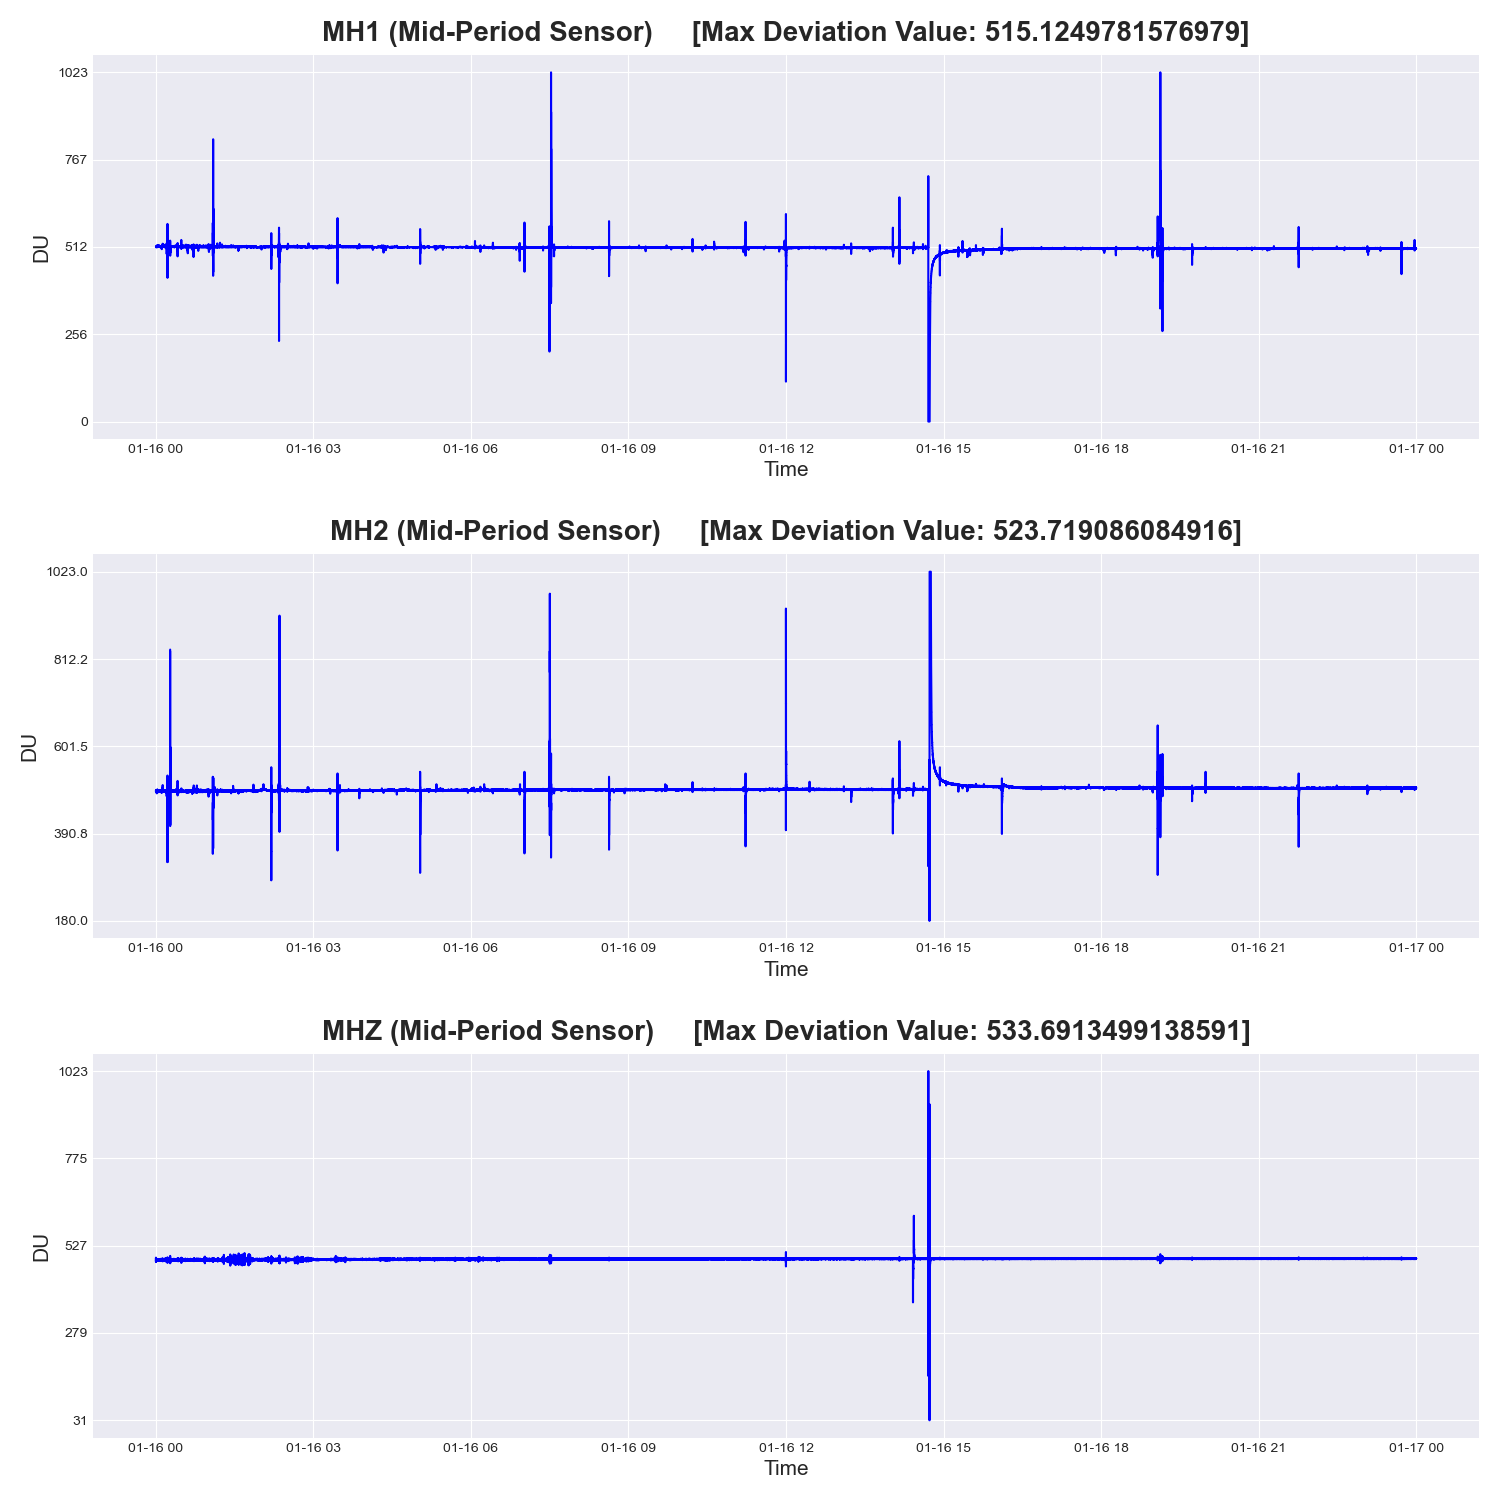 MH1 (Mid-Period Sensor) [Max Deviation Value: 515.1249781576979]
1023
767
512
256
0
DU
01-16 00 01-16 03 01-16 06 01-16 09 01-16 12 01-16 15 01-16 18 01-16 21 01-17 00
Time
MH2 (Mid-Period Sensor) [Max Deviation Value: 523.719086084916]
1023.0
812.2
601.5
390.8
180.0
DU
01-16 00 01-16 03 01-16 06 01-16 09 01-16 12 01-16 15 01-16 18 01-16 21 01-17 00
Time
MHZ (Mid-Period Sensor) [Max Deviation Value: 533.6913499138591]
1023
775
527
279
31
DU
01-16 00 01-16 03 01-16 06 01-16 09 01-16 12 01-16 15 01-16 18 01-16 21 01-17 00
Time